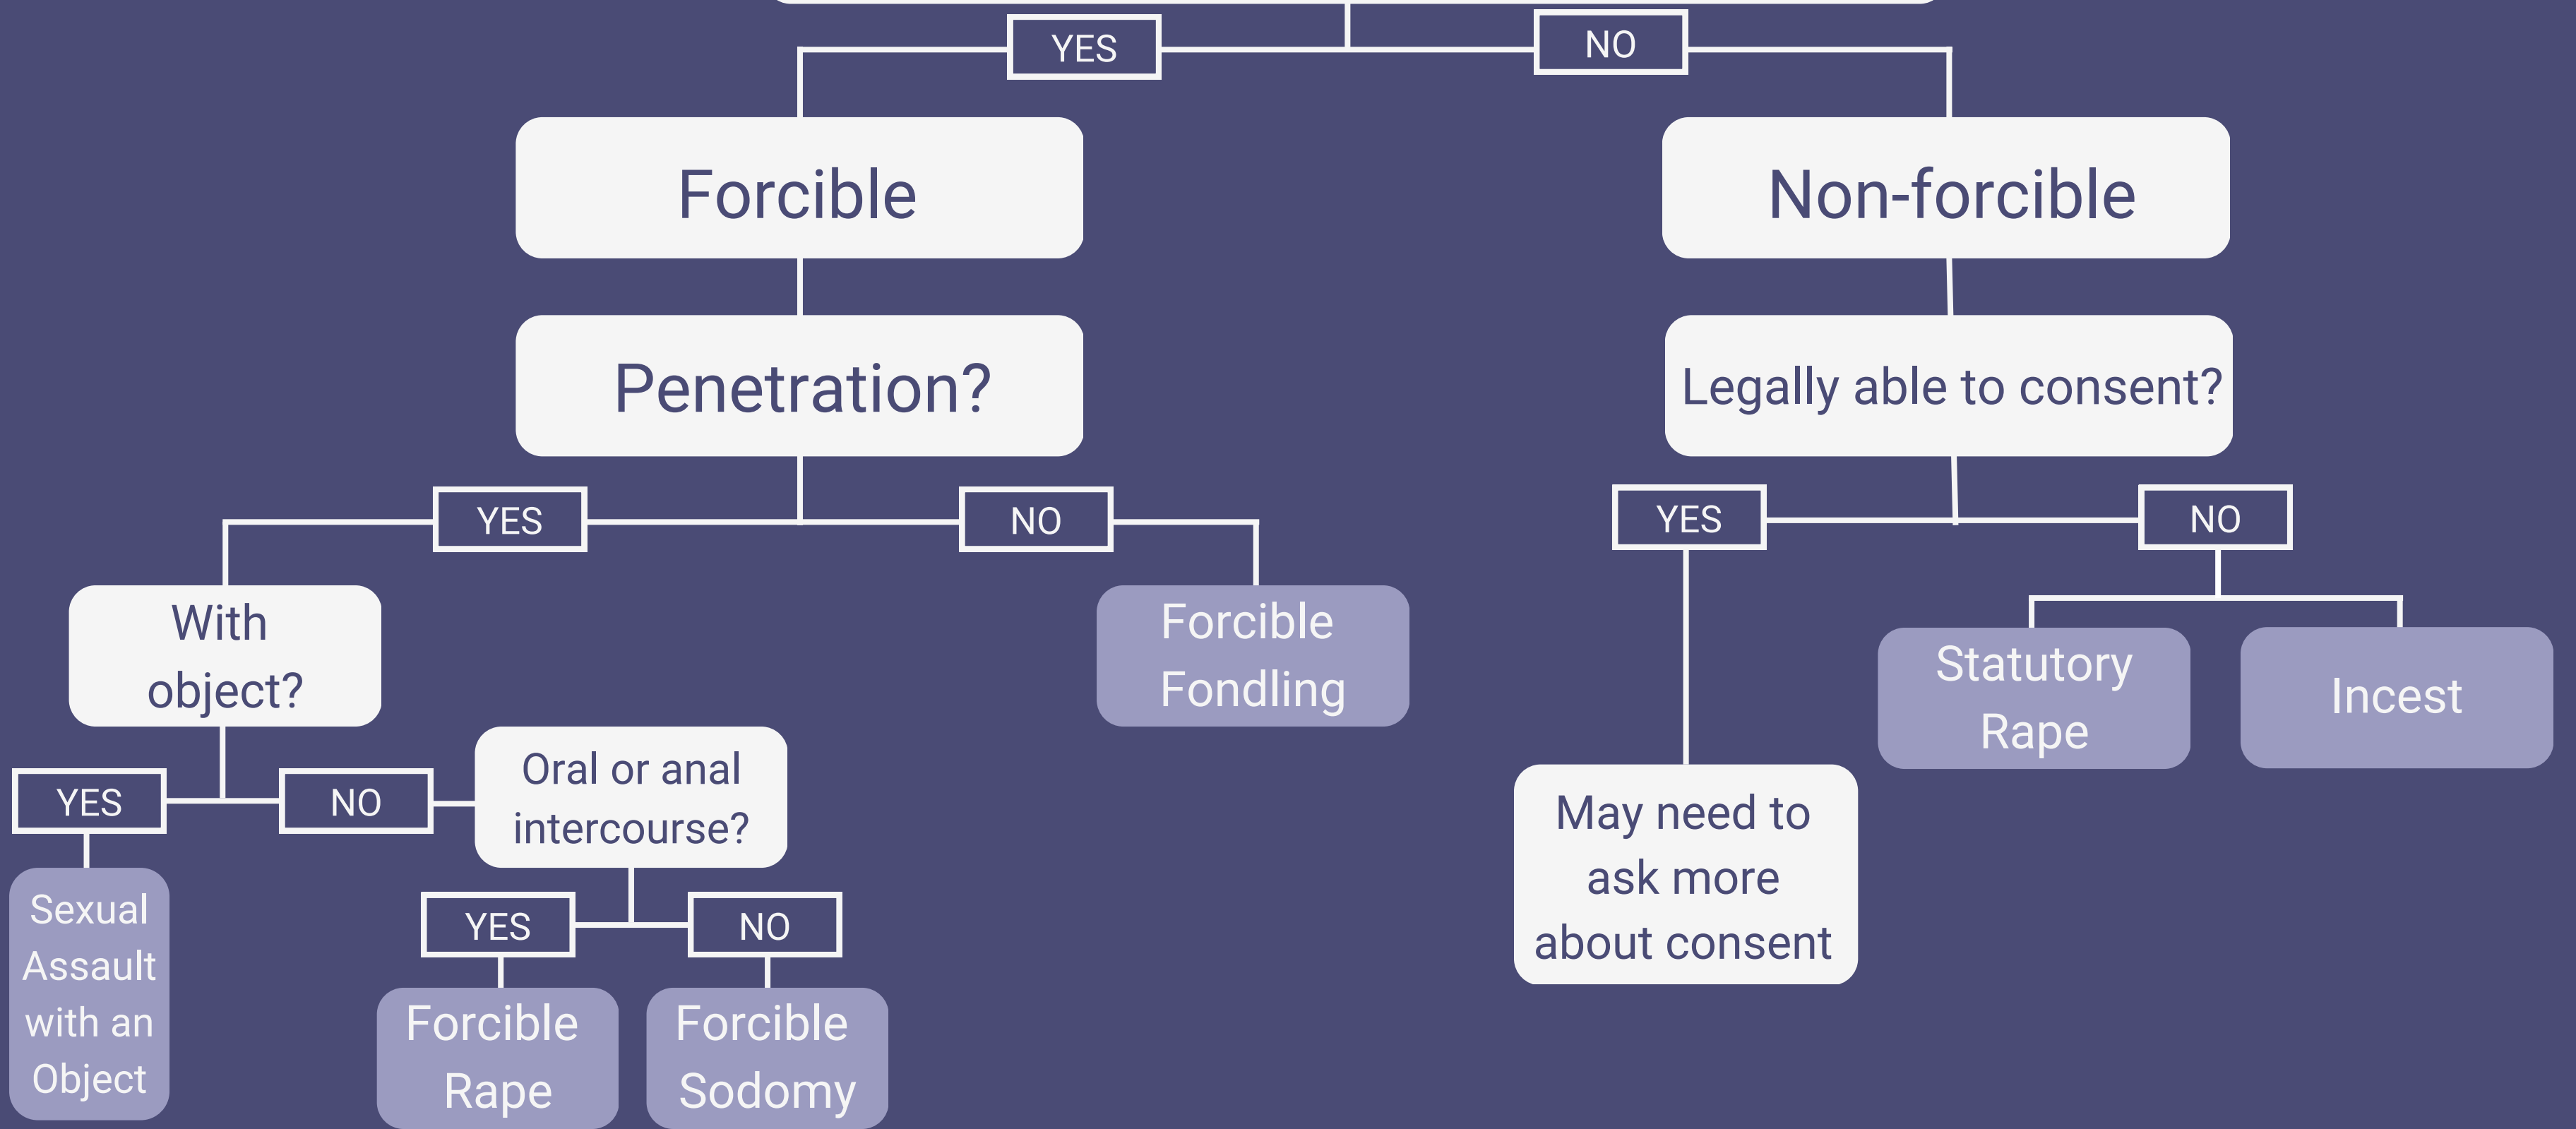 YES
NO
Forcible
Non-forcible
Penetration?
Legally able to consent?
YES
NO
YES
NO
With
object?
Forcible
Fondling
Statutory
Rape
Incest
Oral or anal
intercourse?
YES
NO
May need to
ask more
about consent
Sexual
Assault
with an
Object
YES
NO
Forcible
Rape
Forcible
Sodomy